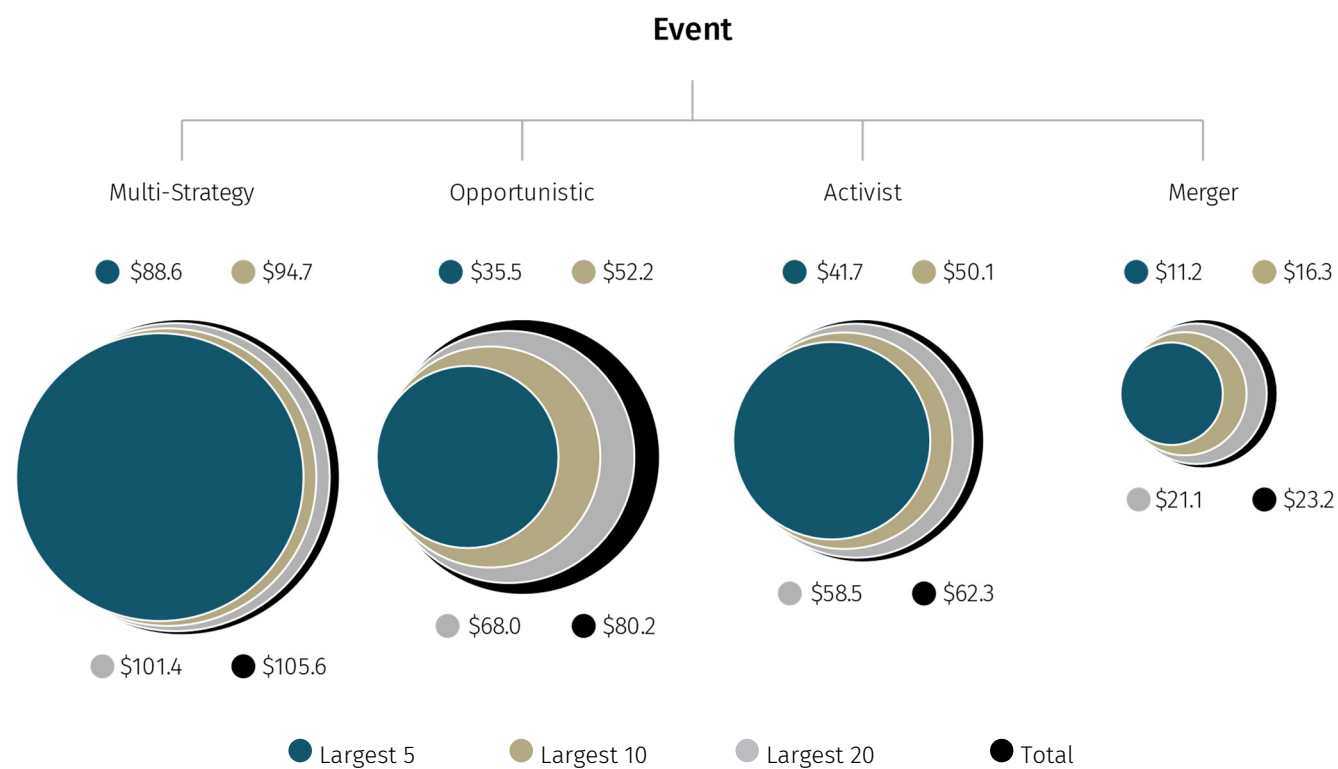 Event
Multi-Strategy
Opportunistic
Activist
Merger
$88.6 $94.7
$35.5 $52.2
$41.7 $50.1
$11.2 $16.3
$21.1 $23.2
$58.5 $62.3
$68.0 $80.2
$101.4 $105.6
Largest 5 Largest 10 Largest 20 Total